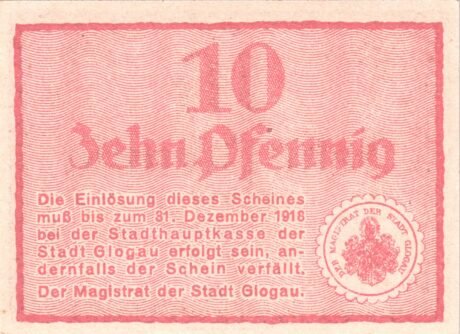 10
Zehn Pfennig
Die Einlösung dieses Scheines
muß bis zum 31. Dezember 1918
bei der Stadthauptkasse der
Stadt Glogau erfolgt sein, an-
dernfalls der Schein verfällt.
Der Magistrat der Stadt Glogau.
DER MAGISTRAT DER STADT GLOGAU